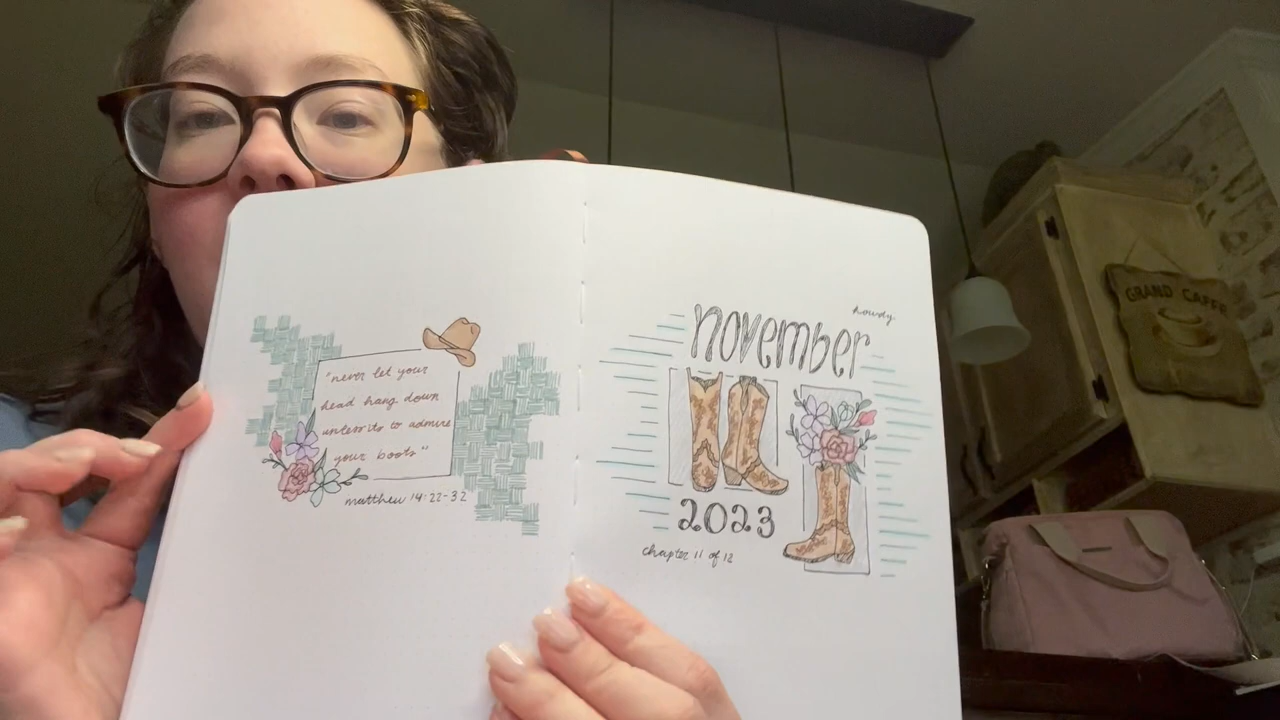 "never let your
head hang down
unless its to admire
your boots"
matthew 14:22-32
howdy
november
2023
chapter 11 of 12
GRAND CAFFE